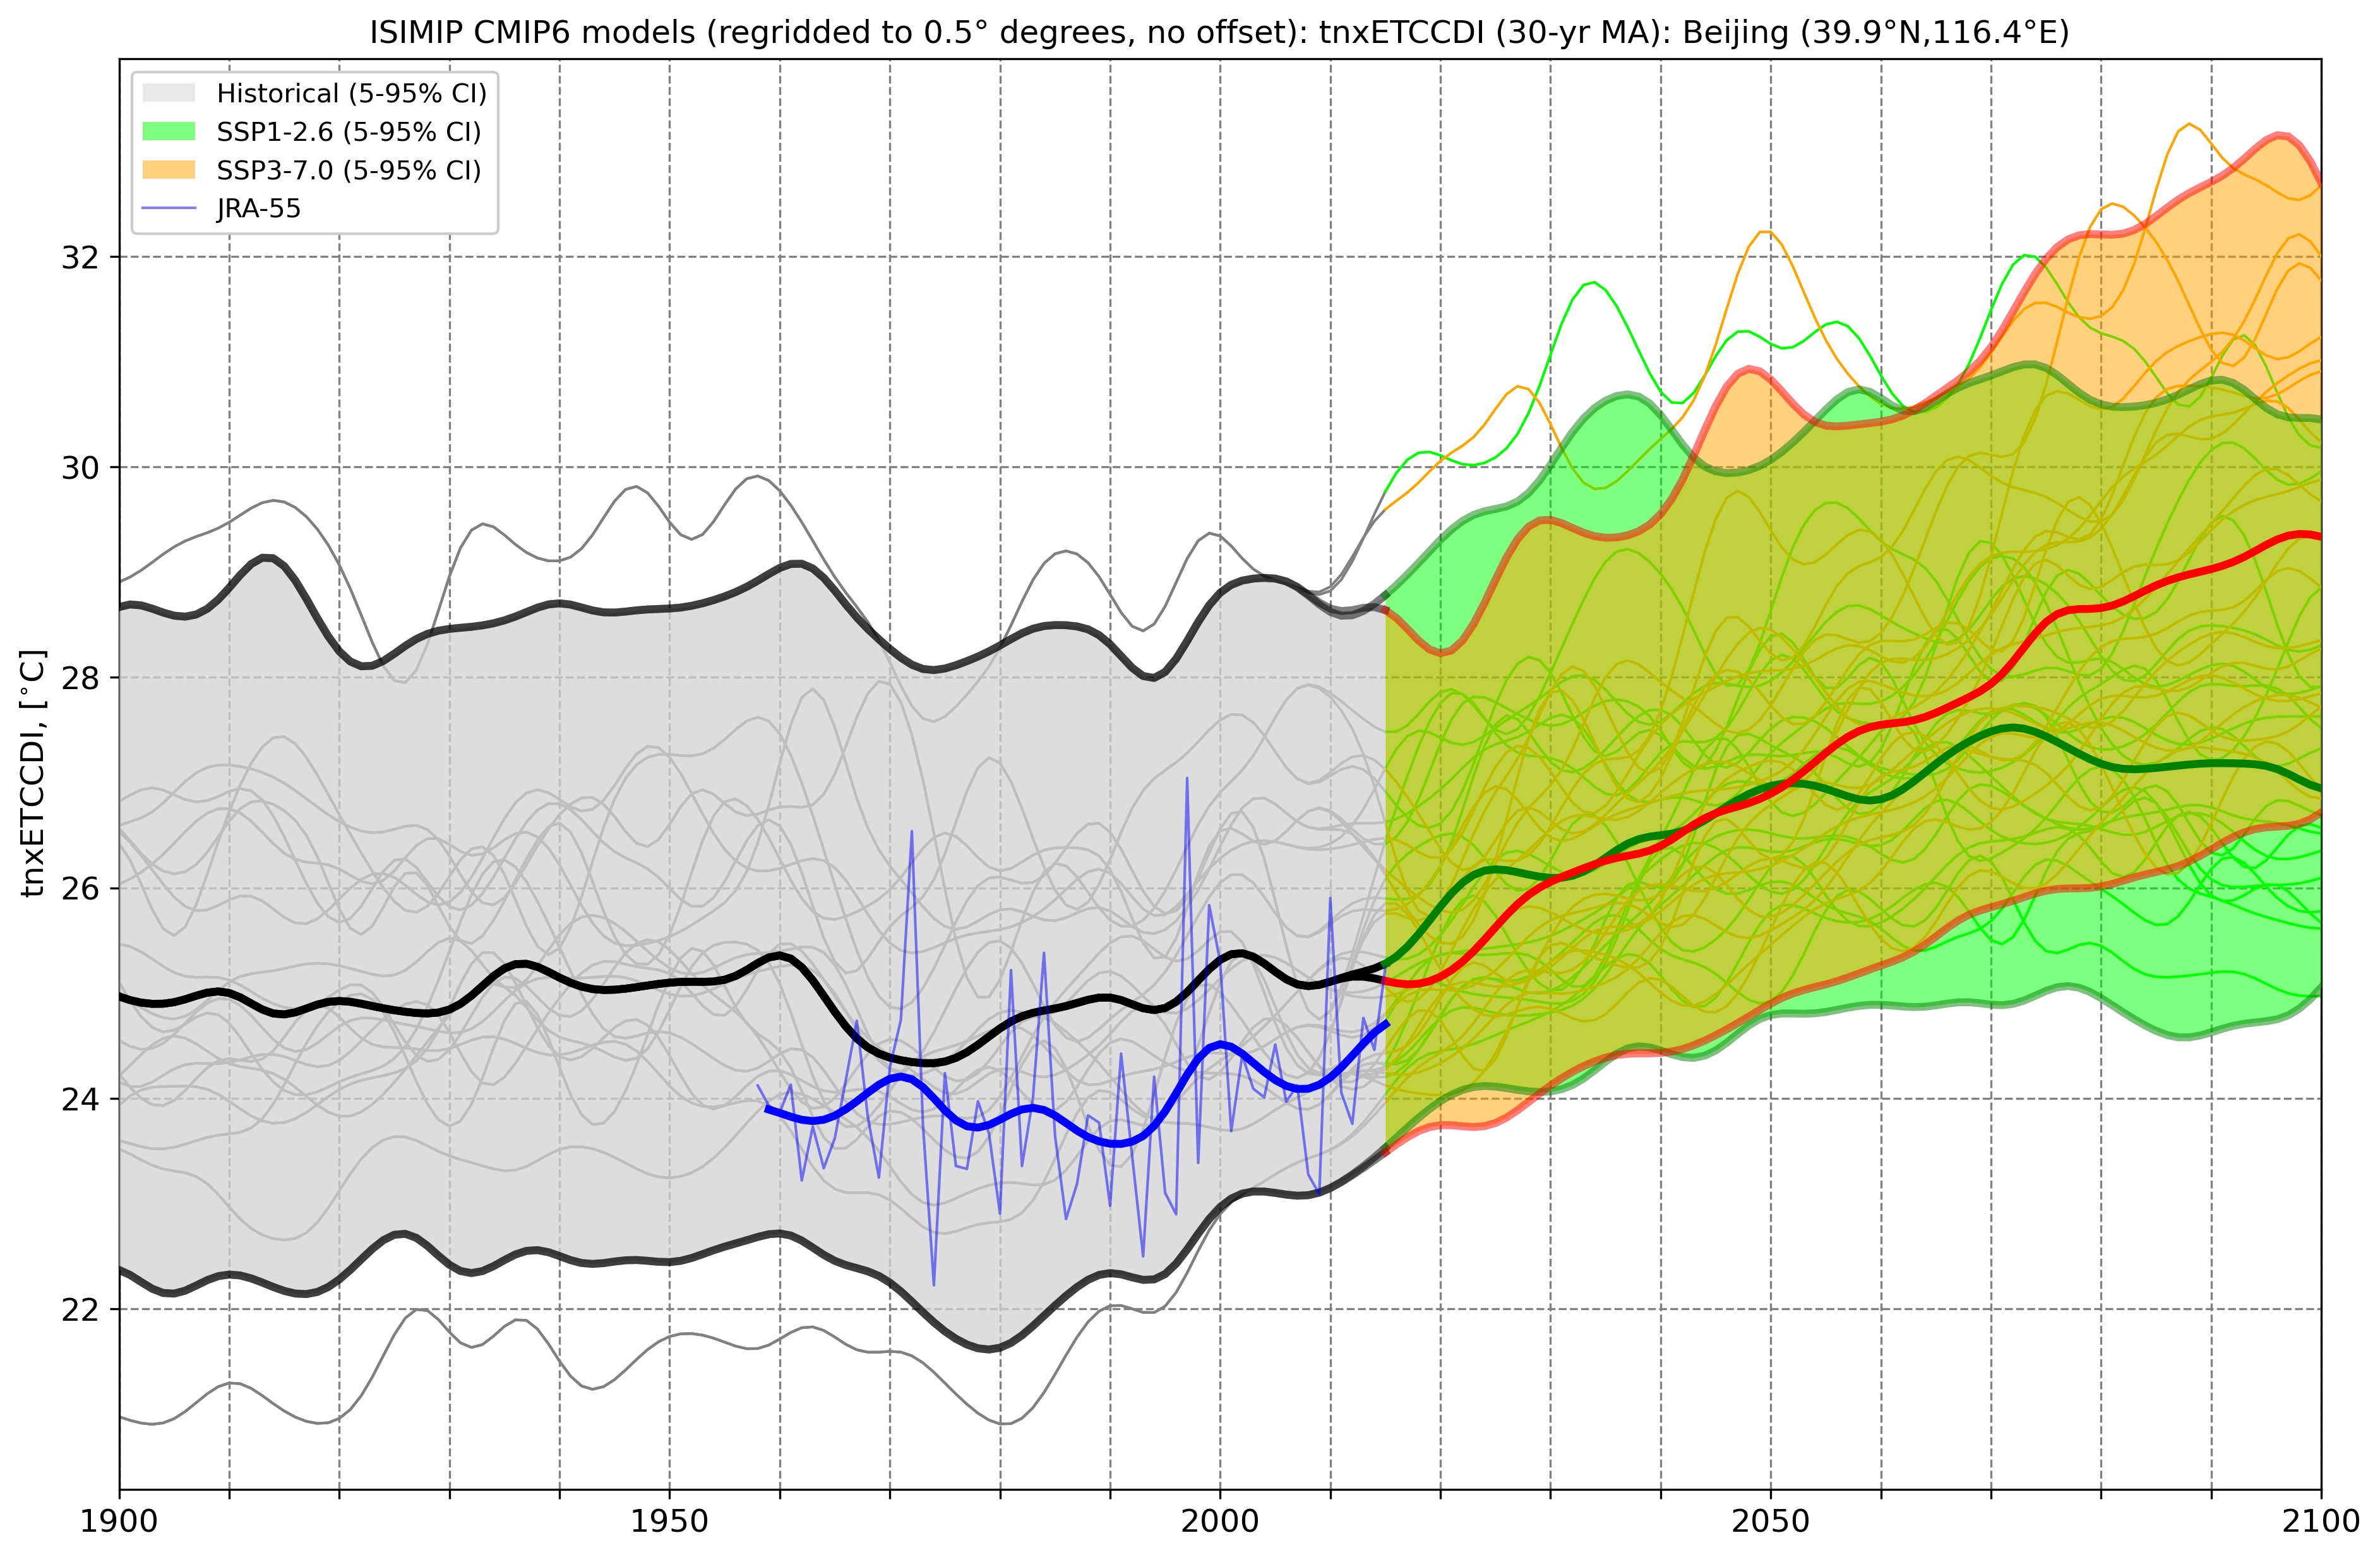 ISIMIP CMIP6 models (regridded to 0.5° degrees, no offset): tnxETCCDI (30-yr MA): Beijing (39.9°N,116.4°E)
Historical (5-95% CI)
SSP1-2.6 (5-95% CI)
SSP3-7.0 (5-95% CI)
JRA-55
tnxETCCDI, [°C]
32
30
28
26
24
22
1900
1950
2000
2050
2100